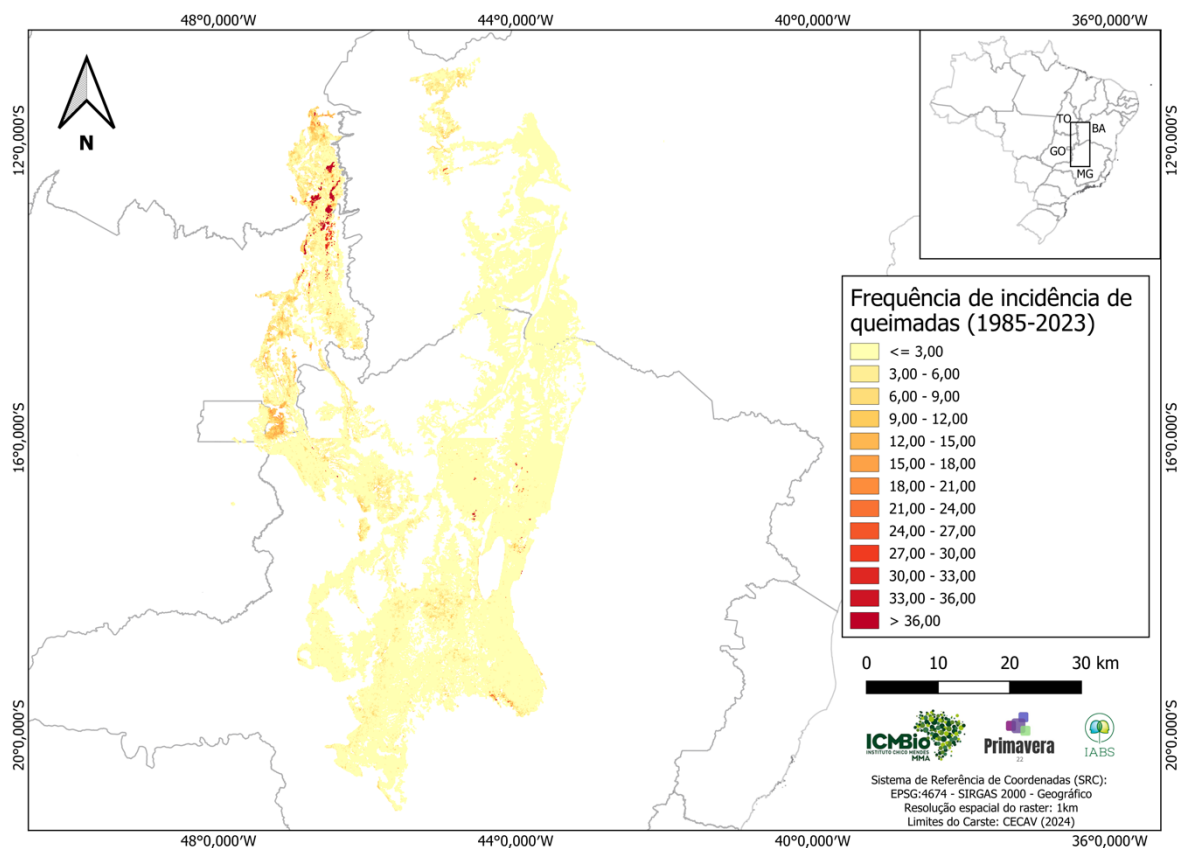 48°0,000'W 44°0,000'W 40°0,000'W 36°0,000'W
N
TO
BA
GO
MG
12°0,000'S 12°0,000'S
Frequência de incidência de
queimadas (1985-2023)
<= 3,00
3,00 - 6,00
6,00 - 9,00
9,00 - 12,00
12,00 - 15,00
15,00 - 18,00
18,00 - 21,00
21,00 - 24,00
24,00 - 27,00
27,00 - 30,00
30,00 - 33,00
33,00 - 36,00
> 36,00
16°0,000'S 16°0,000'S
0 10 20 30 km
ICMBio
INSTITUTO CHICO MENDES
MMA
Primavera
22
IABS
20°0,000'S 20°0,000'S
Sistema de Referência de Coordenadas (SRC):
EPSG:4674 - SIRGAS 2000 - Geográfico
Resolução espacial do raster: 1km
Limites do Carste: CECAV (2024)
48°0,000'W 44°0,000'W 40°0,000'W 36°0,000'W